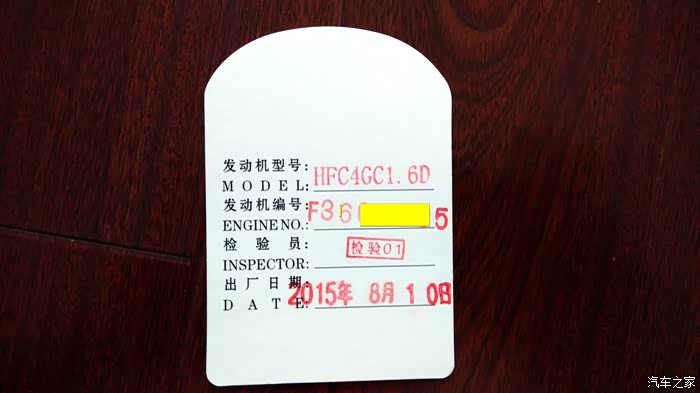 发动机型号:
MODEL: HFC4GC1.6D
发动机编号:
ENGINE NO.: F36 5
检验员: 检验01
INSPECTOR:
出厂日期:
DATE: 2015年 8月10日
汽车之家